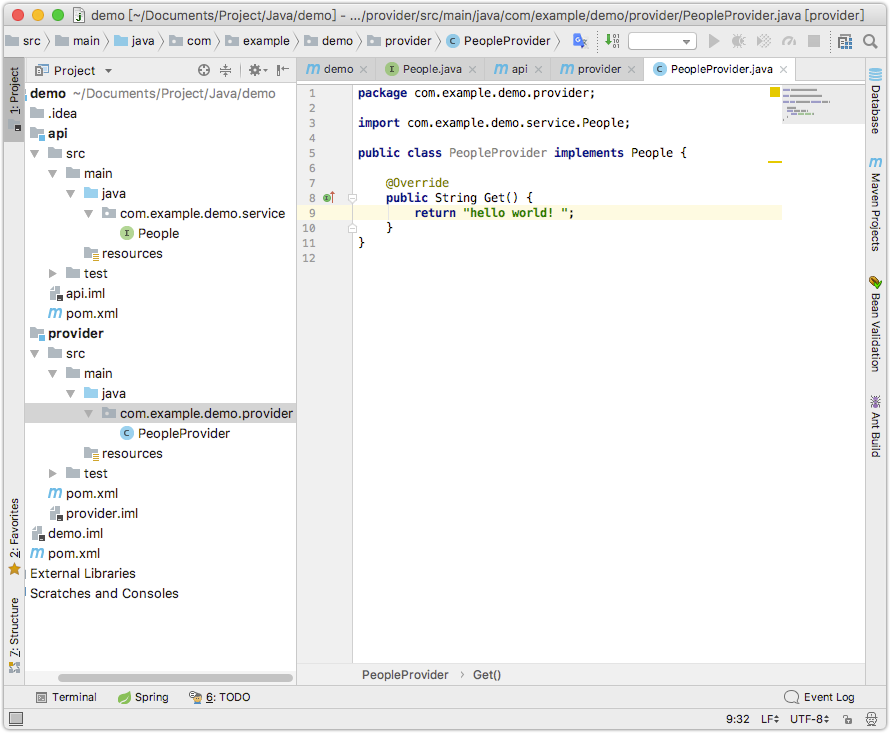 demo [~/Documents/Project/Java/demo] - .../provider/src/main/java/com/example/demo/provider/PeopleProvider.java [provider]
src main java com example demo provider PeopleProvider
Project
demo People.java api provider PeopleProvider.java
1: Project
2: Favorites
7: Structure
demo ~/Documents/Project/Java/demo
.idea
api
src
main
java
com.example.demo.service
People
resources
test
api.iml
pom.xml
provider
src
main
java
com.example.demo.provider
PeopleProvider
resources
test
pom.xml
provider.iml
demo.iml
pom.xml
External Libraries
Scratches and Consoles
1 package com.example.demo.provider;
2
3 import com.example.demo.service.People;
4
5 public class PeopleProvider implements People {
6
7 @Override
8 public String Get() {
9 return "hello world! ";
10 }
11 }
12
Database
Maven Projects
Bean Validation
Ant Build
PeopleProvider › Get()
Terminal Spring 6: TODO Event Log
9:32 LF UTF-8